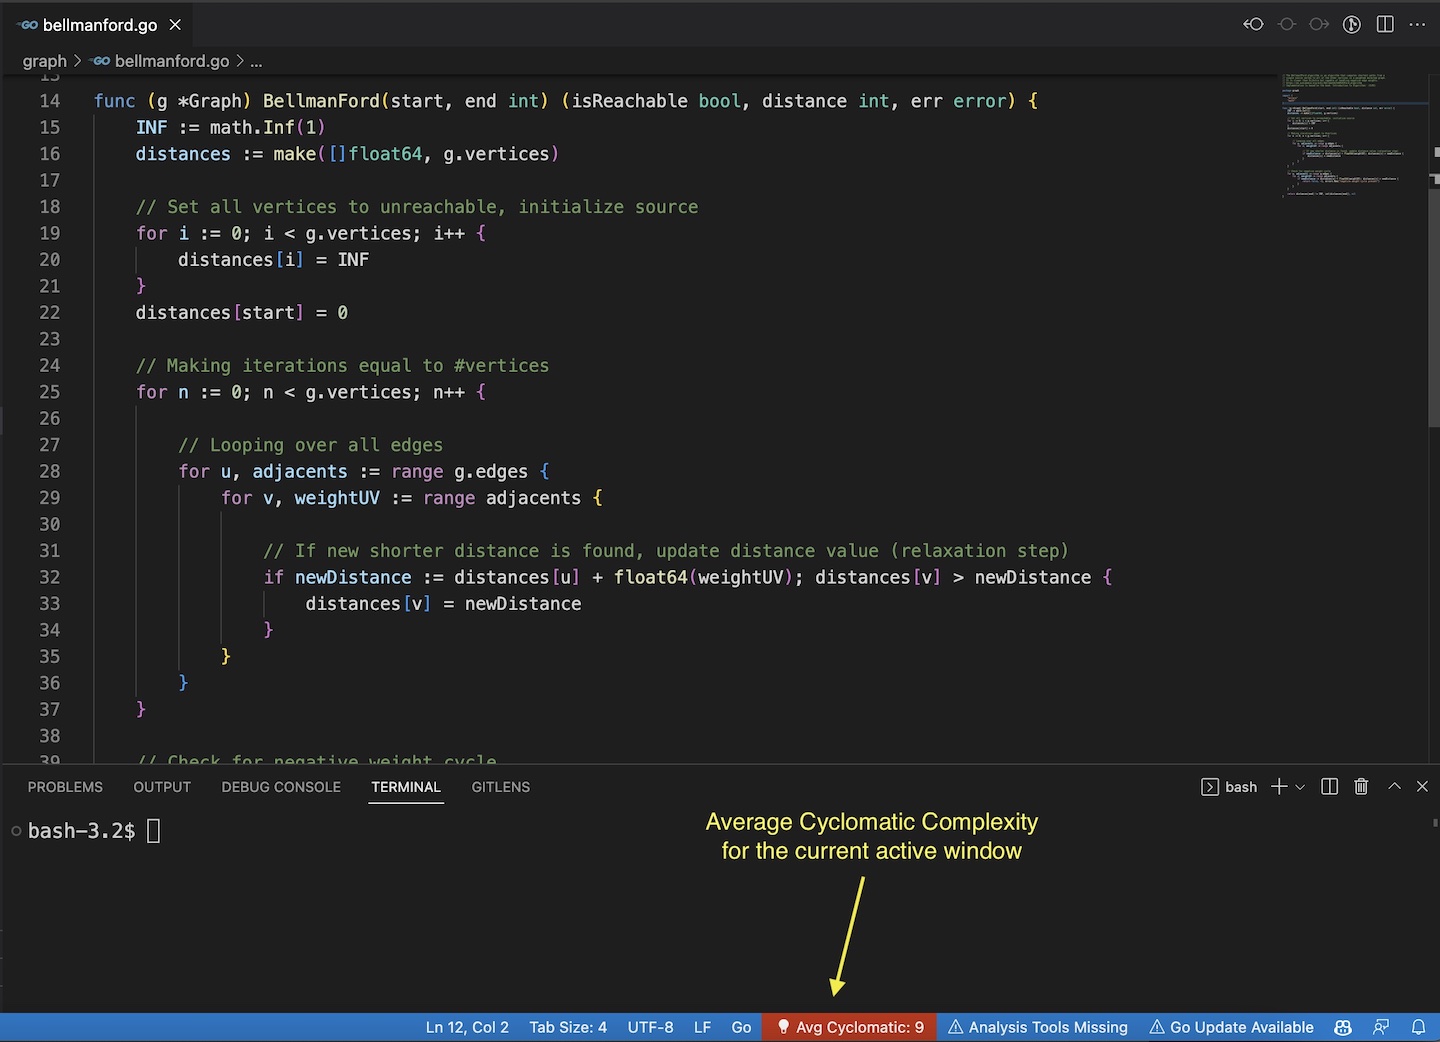 GO bellmanford.go ×
graph > GO bellmanford.go > ...
13
14 func (g *Graph) BellmanFord(start, end int) (isReachable bool, distance int, err error) {
15 INF := math.Inf(1)
16 distances := make([]float64, g.vertices)
17
18 // Set all vertices to unreachable, initialize source
19 for i := 0; i < g.vertices; i++ {
20 distances[i] = INF
21 }
22 distances[start] = 0
23
24 // Making iterations equal to #vertices
25 for n := 0; n < g.vertices; n++ {
26
27 // Looping over all edges
28 for u, adjacents := range g.edges {
29 for v, weightUV := range adjacents {
30
31 // If new shorter distance is found, update distance value (relaxation step)
32 if newDistance := distances[u] + float64(weightUV); distances[v] > newDistance {
33 distances[v] = newDistance
34 }
35 }
36 }
37 }
38
39 // Check for negative weight cycle
PROBLEMS OUTPUT DEBUG CONSOLE TERMINAL GITLENS bash
bash-3.2$
Average Cyclomatic Complexity
for the current active window
Ln 12, Col 2 Tab Size: 4 UTF-8 LF Go Avg Cyclomatic: 9 Analysis Tools Missing Go Update Available